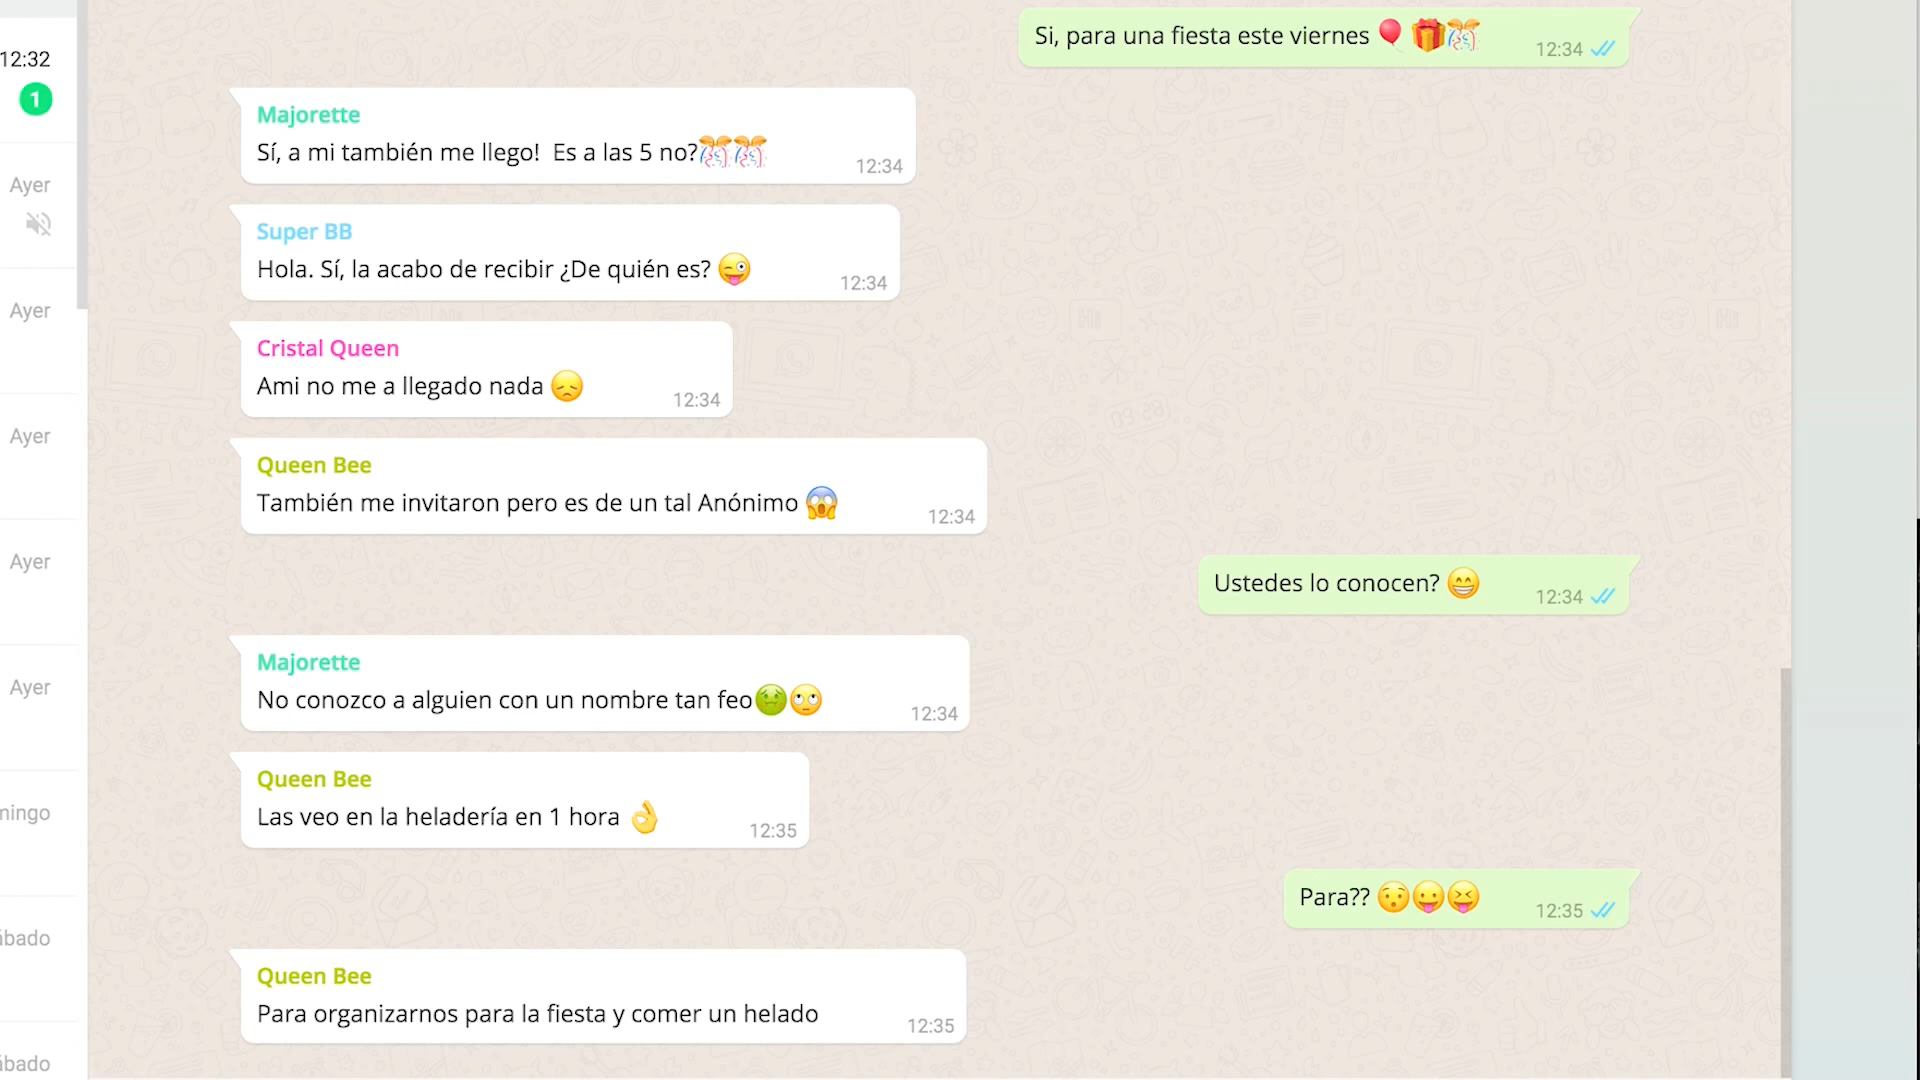 Si, para una fiesta este viernes 🎈 🎁🎊
12:34
12:32
1
Majorette
Sí, a mi también me llego!  Es a las 5 no?🎊🎊
12:34
Ayer
Super BB
Hola. Sí, la acabo de recibir ¿De quién es? 😜
12:34
Ayer
Cristal Queen
Ami no me a llegado nada 😞
12:34
Ayer
Queen Bee
También me invitaron pero es de un tal Anónimo 😱
12:34
Ayer
Ustedes lo conocen? 😁
12:34
Majorette
No conozco a alguien con un nombre tan feo🤢🙄
12:34
Ayer
Queen Bee
Las veo en la heladería en 1 hora 👌
12:35
mingo
Para?? 😯😛😝
12:35
ábado
Queen Bee
Para organizarnos para la fiesta y comer un helado
12:35
ábado